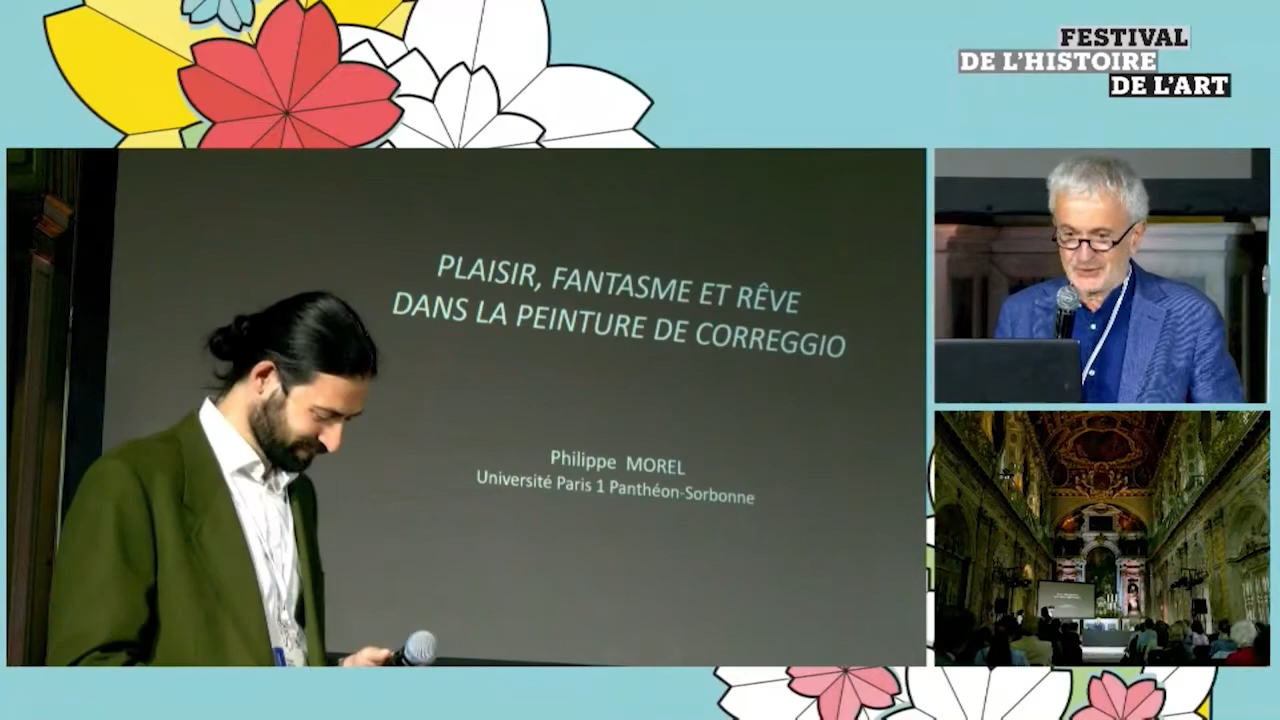 FESTIVAL
DE L'HISTOIRE
DE L'ART
PLAISIR, FANTASME ET RÊVE
DANS LA PEINTURE DE CORREGGIO
Philippe MOREL
Université Paris 1 Panthéon-Sorbonne